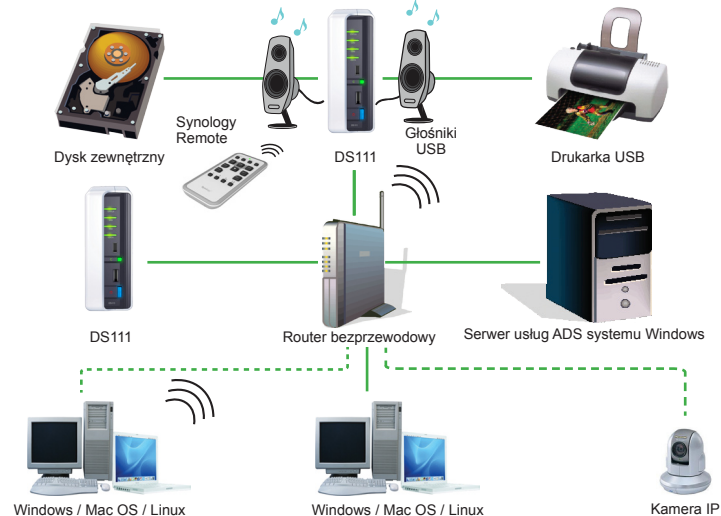 Synology
Remote
Głośniki
USB
Dysk zewnętrzny
DS111
Drukarka USB
DS111
Router bezprzewodowy
Serwer usług ADS systemu Windows
Windows / Mac OS / Linux
Windows / Mac OS / Linux
Kamera IP